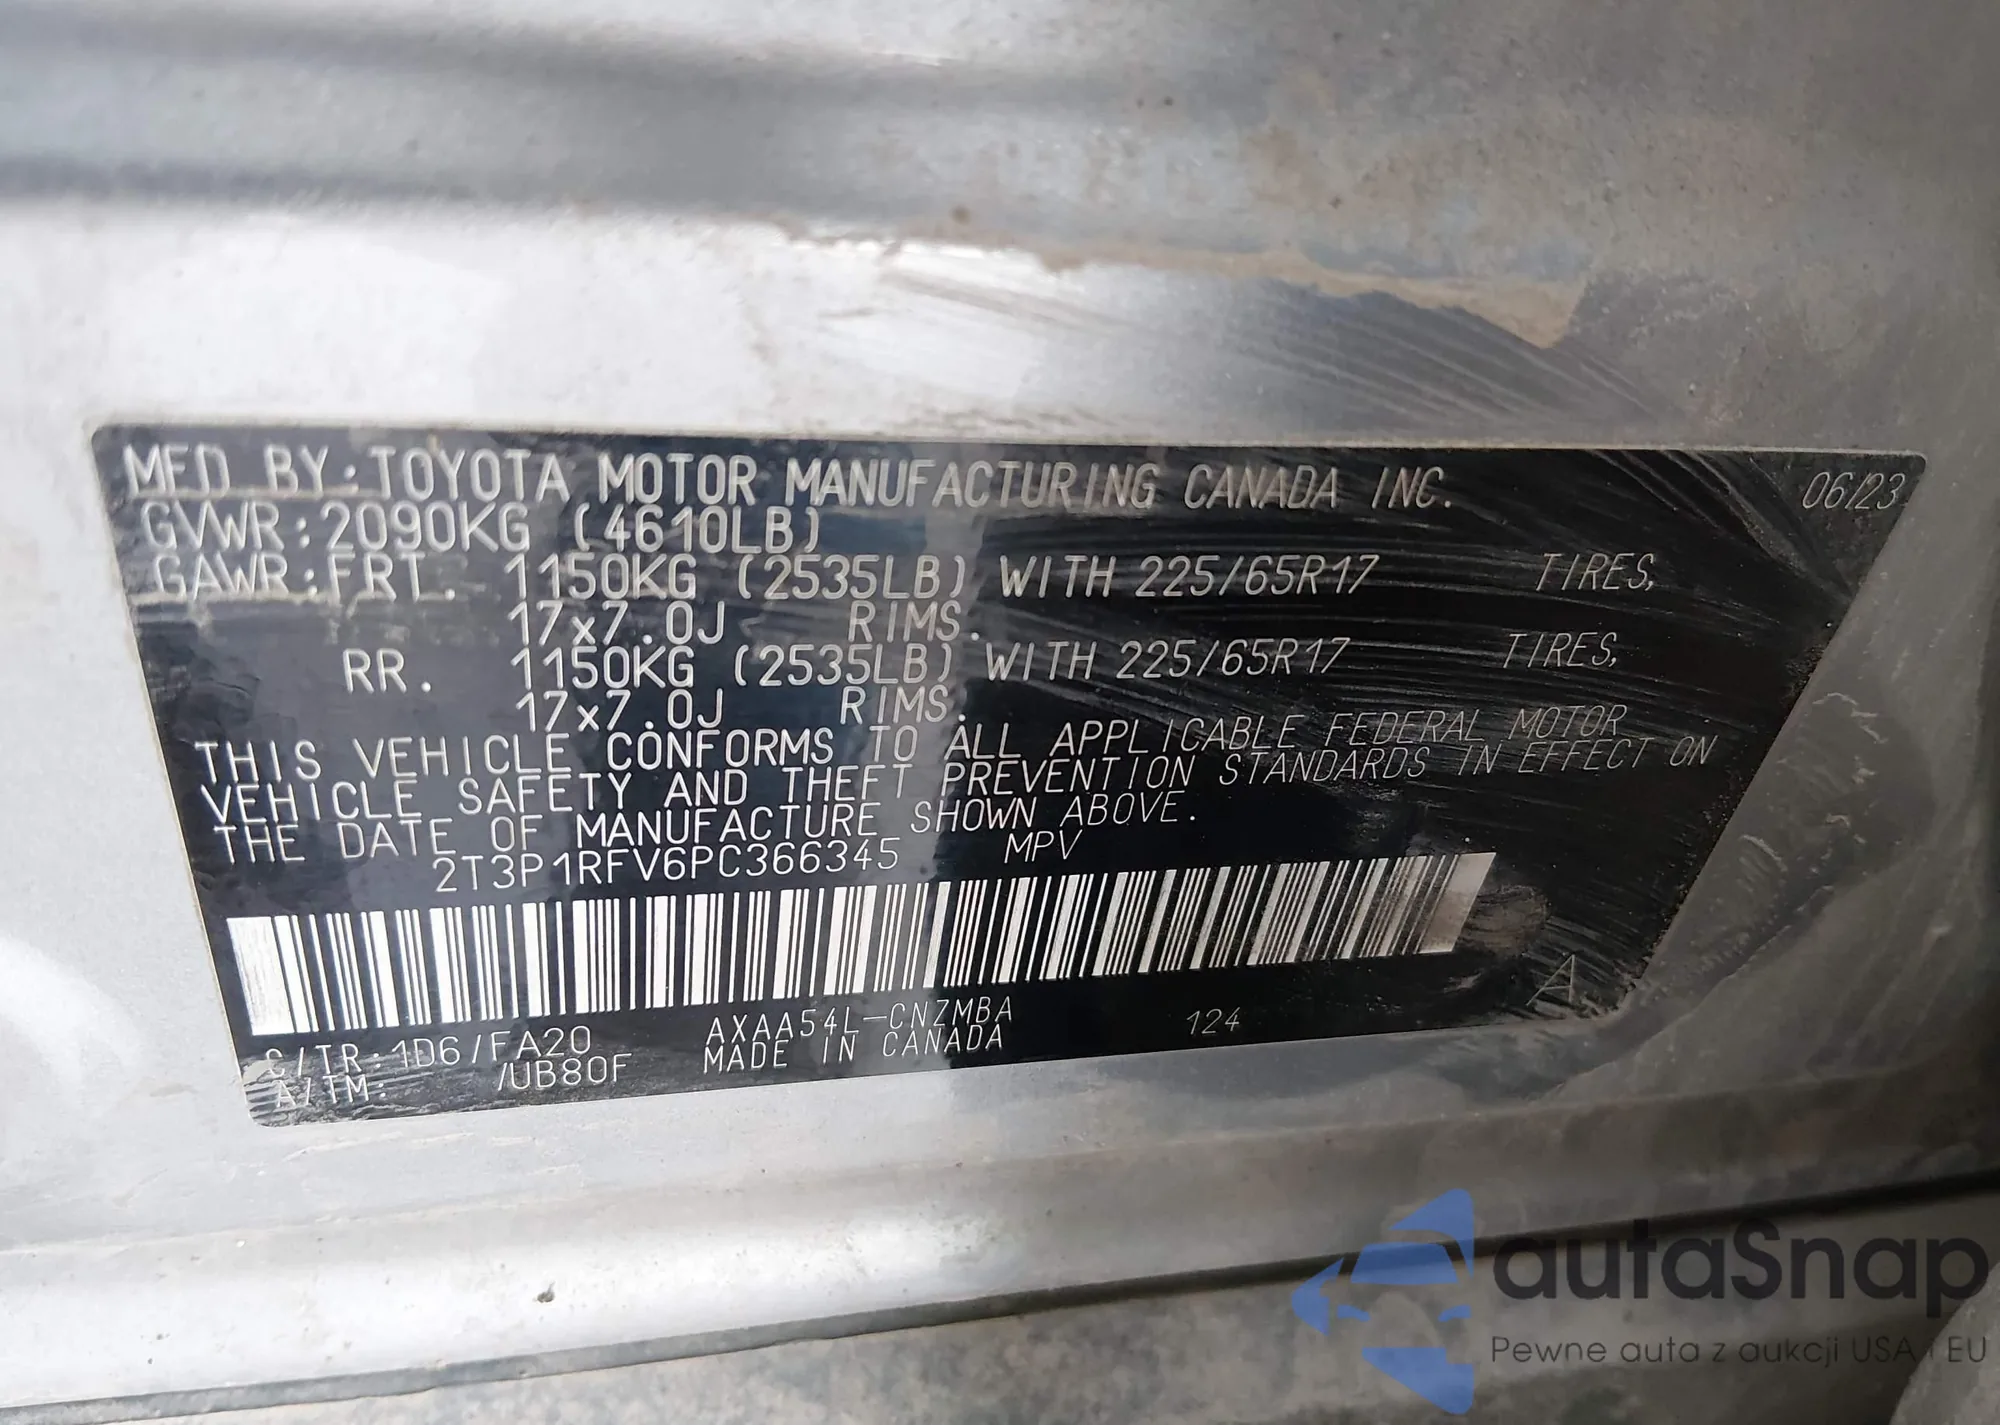 MFD BY:TOYOTA MOTOR MANUFACTURING CANADA INC. 06/23
GVWR:2090KG (4610LB)
GAWR:FRT. 1150KG (2535LB) WITH 225/65R17 TIRES,
17x7.0J RIMS.
RR. 1150KG (2535LB) WITH 225/65R17 TIRES,
17x7.0J RIMS.
THIS VEHICLE CONFORMS TO ALL APPLICABLE FEDERAL MOTOR
VEHICLE SAFETY AND THEFT PREVENTION STANDARDS IN EFFECT ON
THE DATE OF MANUFACTURE SHOWN ABOVE.
2T3P1RFV6PC366345 MPV
A
C/TR:1D6/FA20 AXAA54L-CNZMBA 124
A/TM: /UB80F MADE IN CANADA
autaSnap
Pewne auta z aukcji USA i EU